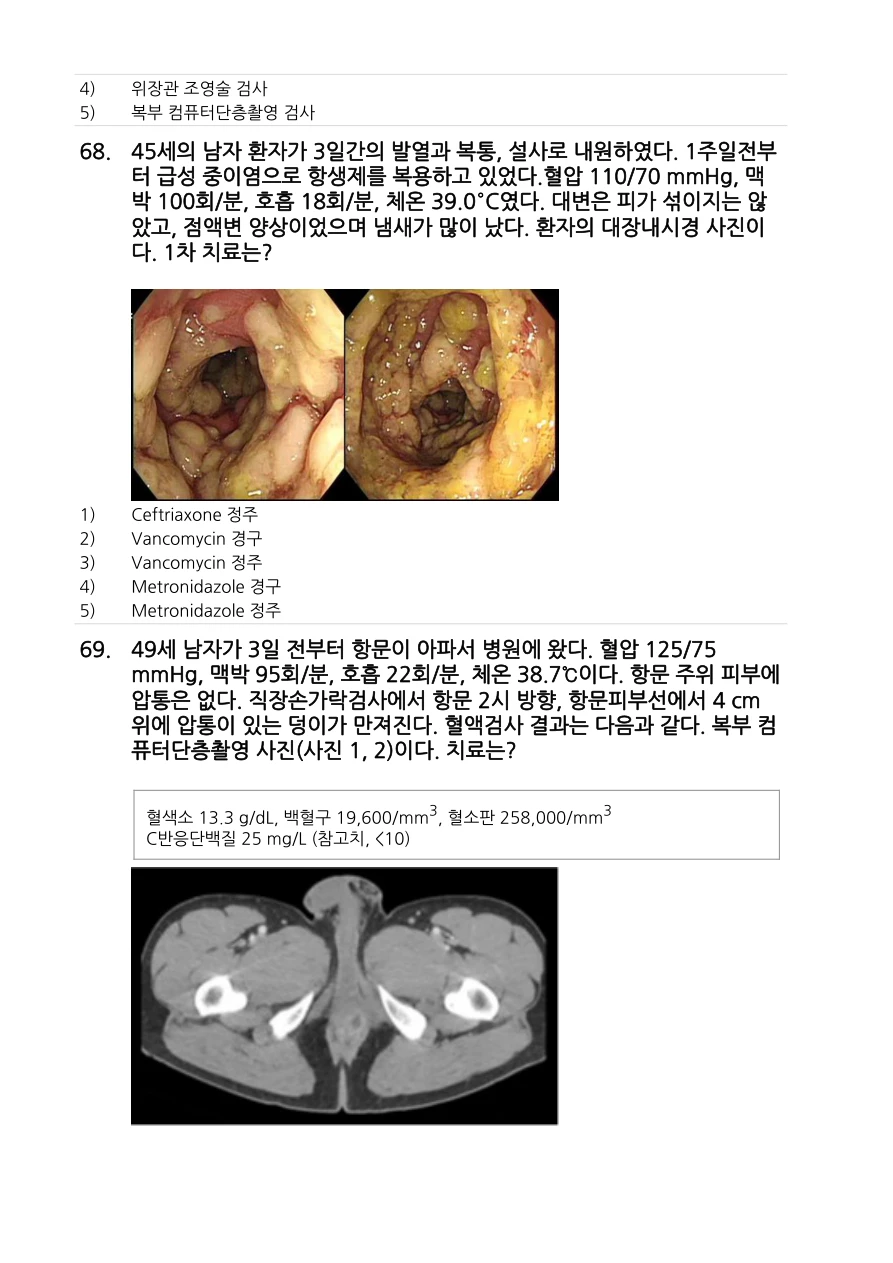 4) 위장관 조영술 검사
5) 복부 컴퓨터단층촬영 검사
68. 45세의 남자 환자가 3일간의 발열과 복통, 설사로 내원하였다. 1주일전부
터 급성 중이염으로 항생제를 복용하고 있었다.혈압 110/70 mmHg, 맥
박 100회/분, 호흡 18회/분, 체온 39.0°C였다. 대변은 피가 섞이지는 않
았고, 점액변 양상이었으며 냄새가 많이 났다. 환자의 대장내시경 사진이
다. 1차 치료는?
1) Ceftriaxone 정주
2) Vancomycin 경구
3) Vancomycin 정주
4) Metronidazole 경구
5) Metronidazole 정주
69. 49세 남자가 3일 전부터 항문이 아파서 병원에 왔다. 혈압 125/75
mmHg, 맥박 95회/분, 호흡 22회/분, 체온 38.7℃이다. 항문 주위 피부에
압통은 없다. 직장손가락검사에서 항문 2시 방향, 항문피부선에서 4 cm
위에 압통이 있는 덩이가 만져진다. 혈액검사 결과는 다음과 같다. 복부 컴
퓨터단층촬영 사진(사진 1, 2)이다. 치료는?
혈색소 13.3 g/dL, 백혈구 19,600/mm³, 혈소판 258,000/mm³
C반응단백질 25 mg/L (참고치, <10)